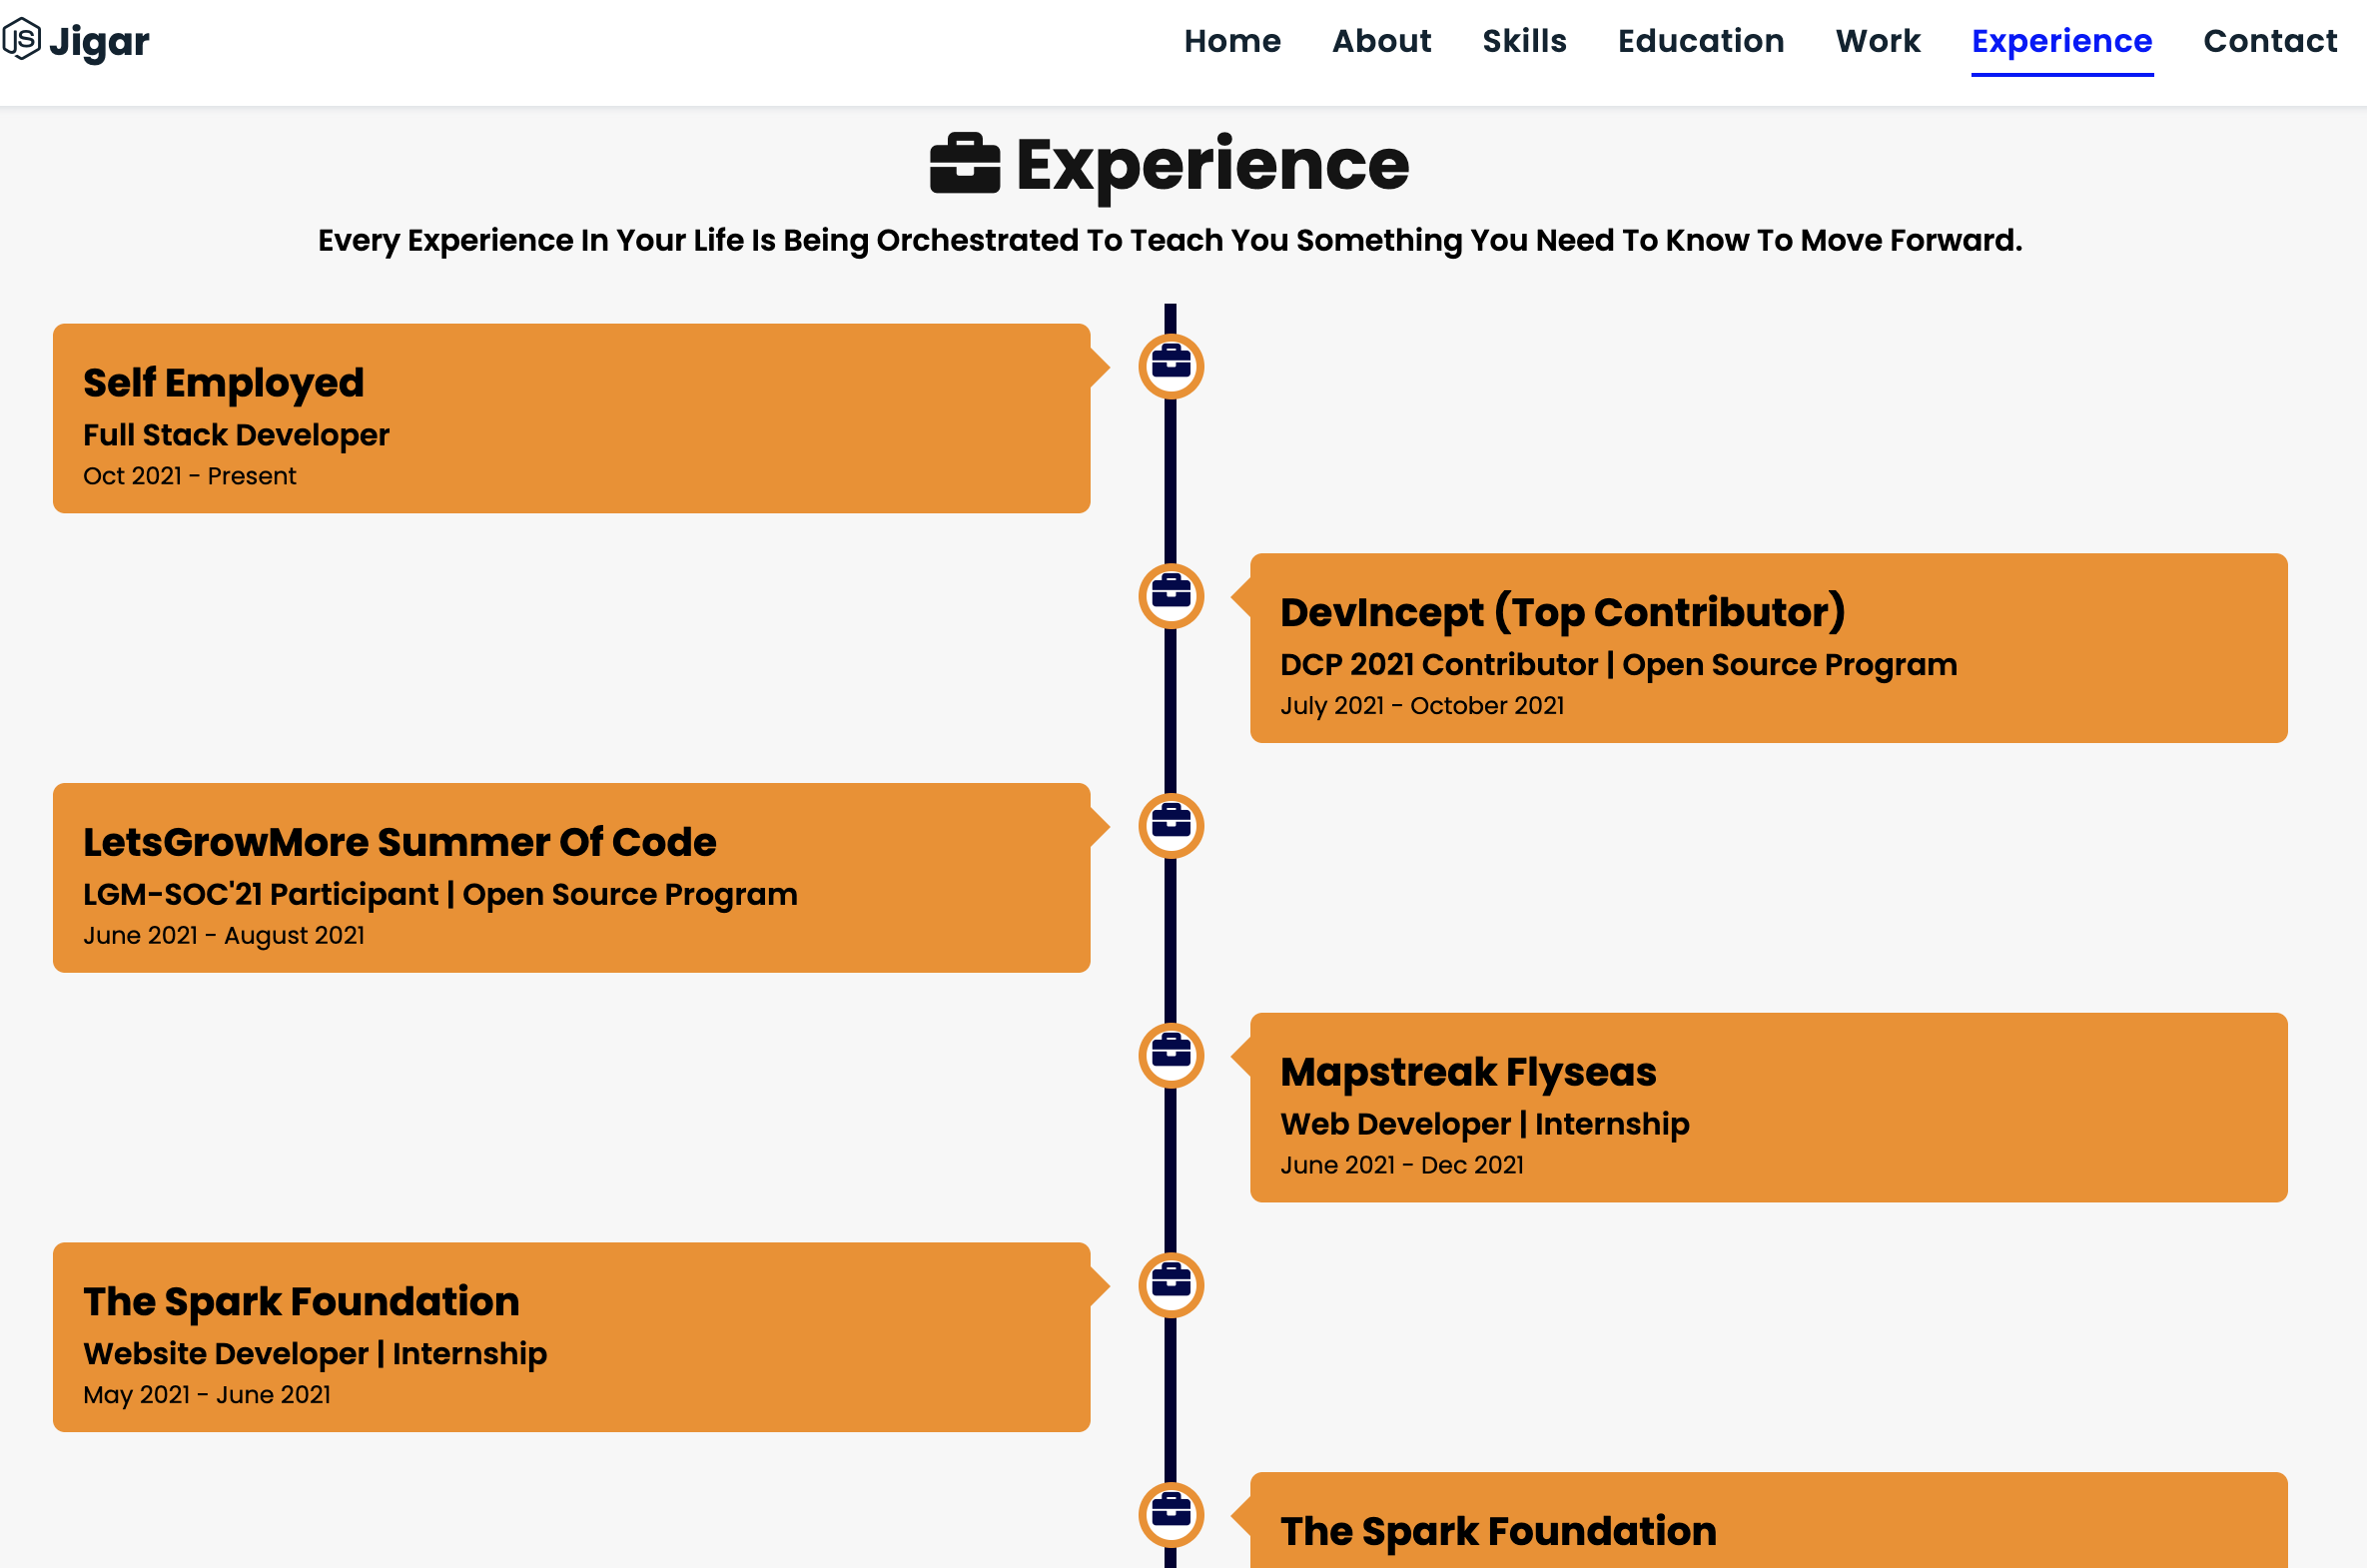 JS Jigar
Home About Skills Education Work Experience Contact
Experience
Every Experience In Your Life Is Being Orchestrated To Teach You Something You Need To Know To Move Forward.
Self Employed
Full Stack Developer
Oct 2021 - Present
DevIncept (Top Contributor)
DCP 2021 Contributor | Open Source Program
July 2021 - October 2021
LetsGrowMore Summer Of Code
LGM-SOC'21 Participant | Open Source Program
June 2021 - August 2021
Mapstreak Flyseas
Web Developer | Internship
June 2021 - Dec 2021
The Spark Foundation
Website Developer | Internship
May 2021 - June 2021
The Spark Foundation